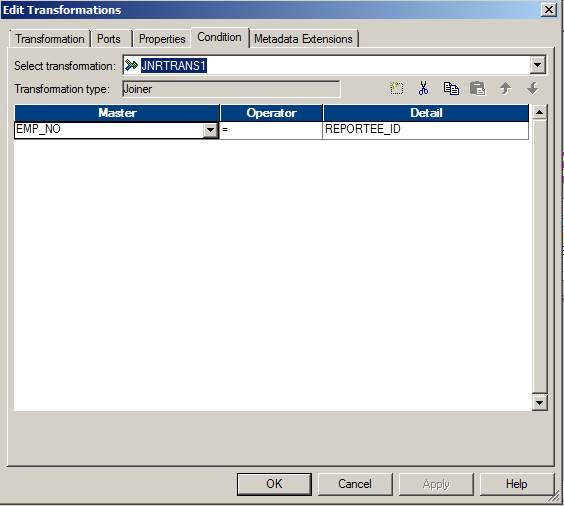 Edit Transformations
Transformation Ports Properties Condition Metadata Extensions
Select transformation: JNRTRANS1
Transformation type: Joiner
Master Operator Detail
EMP_NO = REPORTEE_ID
OK Cancel Apply Help